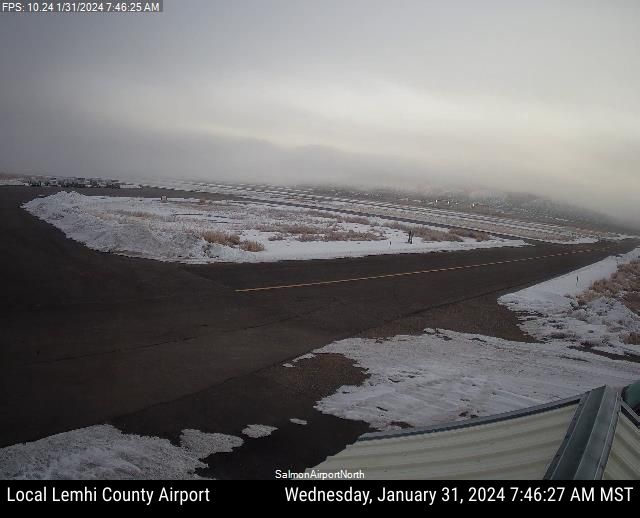 FPS: 10.24 1/31/2024 7:46:25 AM
SalmonAirportNorth
Local Lemhi County Airport Wednesday, January 31, 2024 7:46:27 AM MST